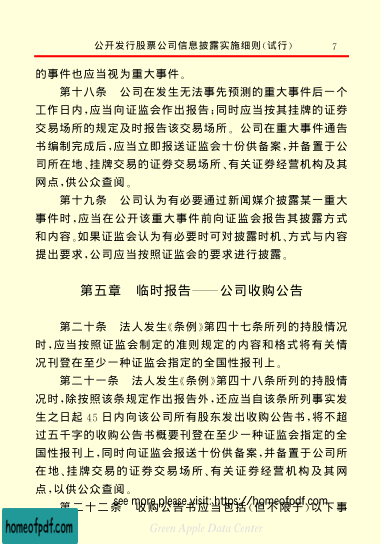 公开发行股票公司信息披露实施细则(试行) 7
的事件也应当视为重大事件。
第十八条 公司在发生无法事先预测的重大事件后一个
工作日内,应当向证监会作出报告;同时应当按其挂牌的证券
交易场所的规定及时报告该交易场所。公司在重大事件通告
书编制完成后,应当立即报送证监会十份供备案,并备置于公
司所在地、挂牌交易的证券交易场所、有关证券经营机构及其
网点,供公众查阅。
第十九条 公司认为有必要通过新闻媒介披露某一重大
事件时,应当在公开该重大事件前向证监会报告其披露方式
和内容。如果证监会认为有必要时可对披露时机、方式与内容
提出要求,公司应当按照证监会的要求进行披露。
第五章 临时报告——公司收购公告
第二十条 法人发生《条例》第四十七条所列的持股情况
时,应当按照证监会制定的准则规定的内容和格式将有关情
况刊登在至少一种证监会指定的全国性报刊上。
第二十一条 法人发生《条例》第四十八条所列的持股情
况时,除按照该条规定作出报告外,还应当自该条所列事实发
生之日起 45 日内向该公司所有股东发出收购公告书,将不超
过五千字的收购公告书概要刊登在至少一种证监会指定的全
国性报刊上,同时向证监会报送十份供备案,并备置于公司所
在地、挂牌交易的证券交易场所、有关证券经营机构及其网
点,以供公众查阅。
第二十二条 收购公告书应当包括(但不限于)以下事
see more please visit: https://homeofpdf.com
homeofpdf.com
Green Apple Data Center